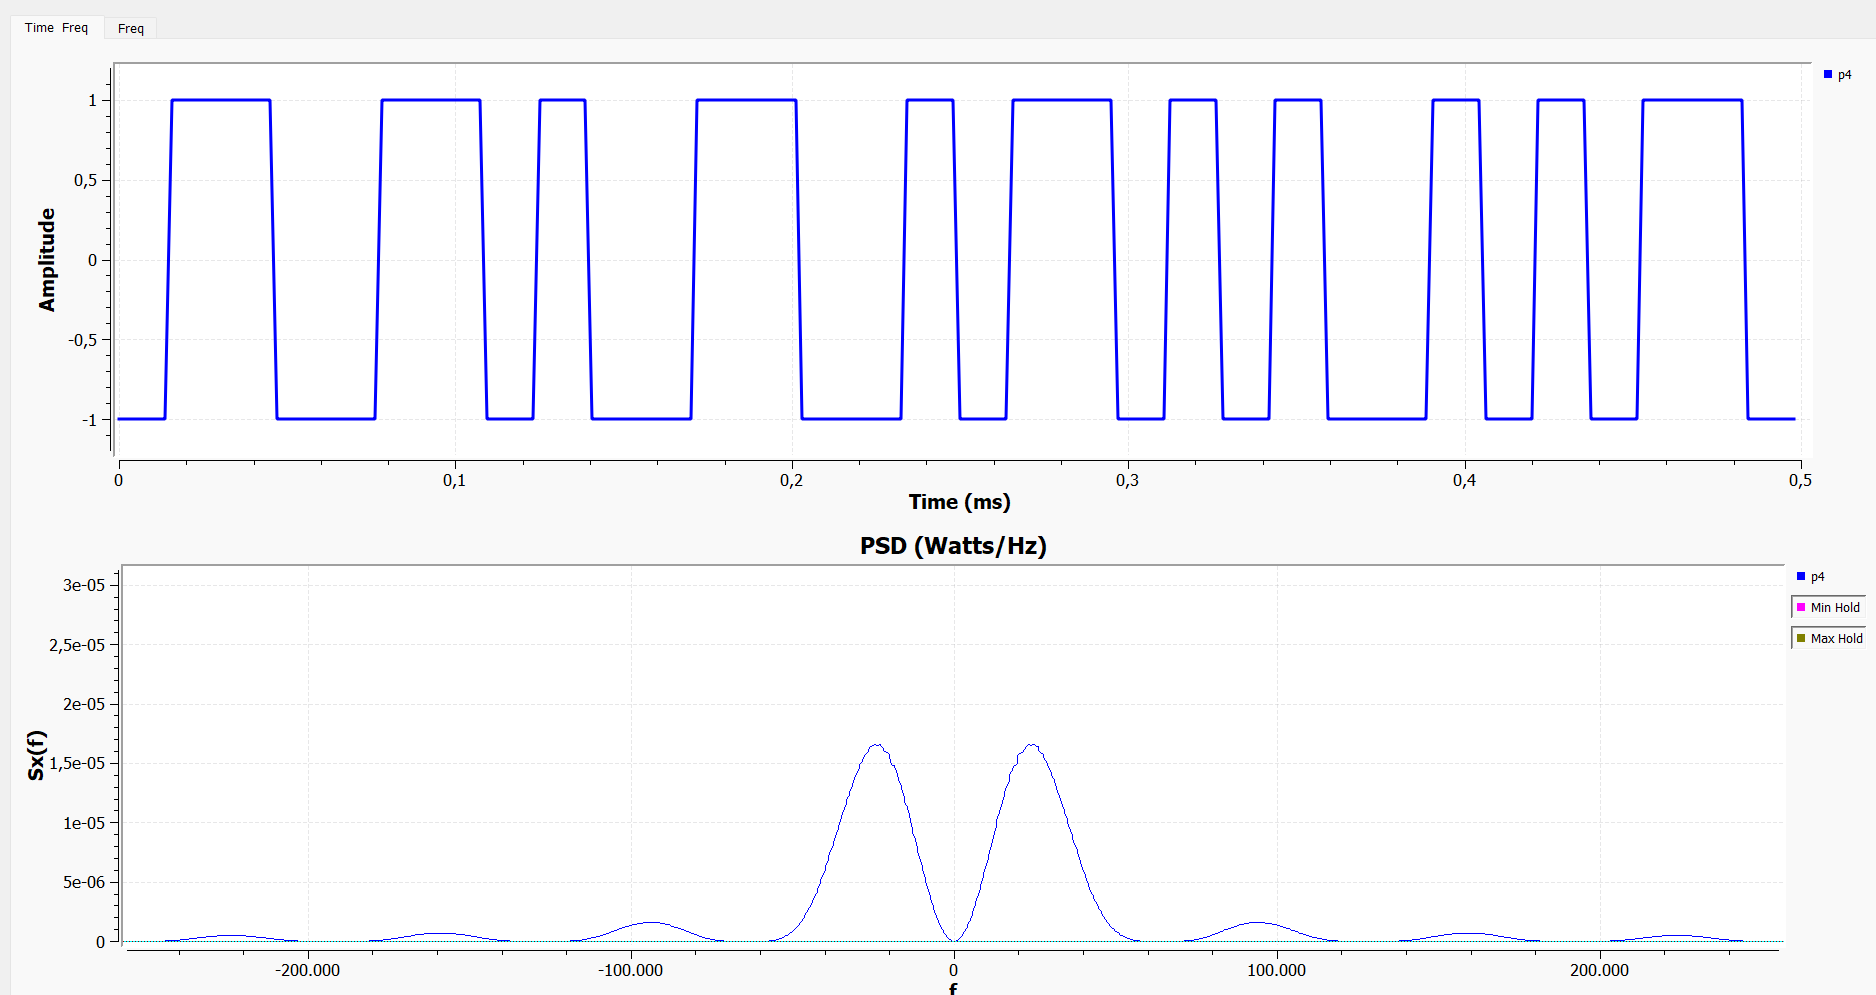 Time Freq
Freq
p4
1
0,5
0
-0,5
-1
Amplitude
0
0,1
0,2
0,3
0,4
0,5
Time (ms)
PSD (Watts/Hz)
p4
Min Hold
Max Hold
3e-05
2,5e-05
2e-05
1,5e-05
1e-05
5e-06
0
Sx(f)
-200.000
-100.000
0
100.000
200.000
f